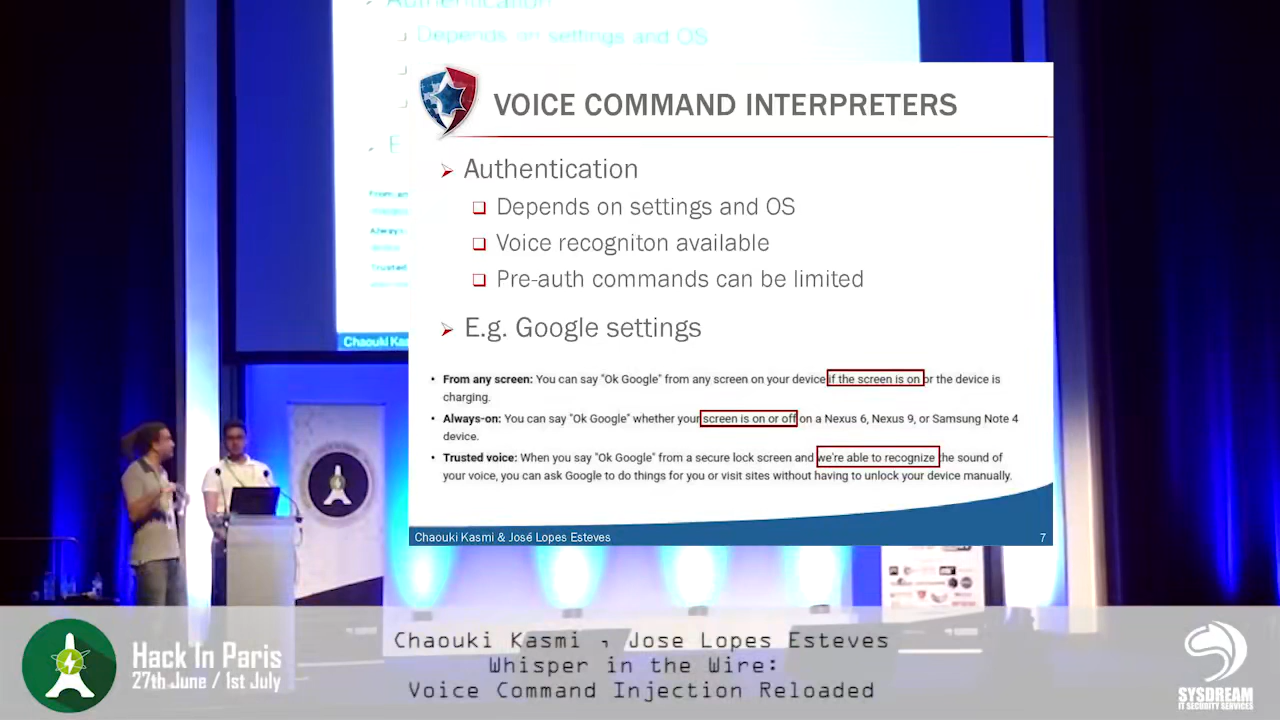 Authentication
Depends on settings and OS
E
Always
Trusted
Chaouki Kas
VOICE COMMAND INTERPRETERS
Authentication
Depends on settings and OS
Voice recogniton available
Pre-auth commands can be limited
E.g. Google settings
From any screen: You can say "Ok Google" from any screen on your device if the screen is on or the device is
charging.
Always-on: You can say "Ok Google" whether your screen is on or off on a Nexus 6, Nexus 9, or Samsung Note 4
device.
Trusted voice: When you say "Ok Google" from a secure lock screen and we're able to recognize the sound of
your voice, you can ask Google to do things for you or visit sites without having to unlock your device manually.
Chaouki Kasmi & José Lopes Esteves
7
Hack In Paris
27th June / 1st July
Chaouki Kasmi , Jose Lopes Esteves
Whisper in the Wire:
Voice Command Injection Reloaded
SYSDREAM
IT SECURITY SERVICES